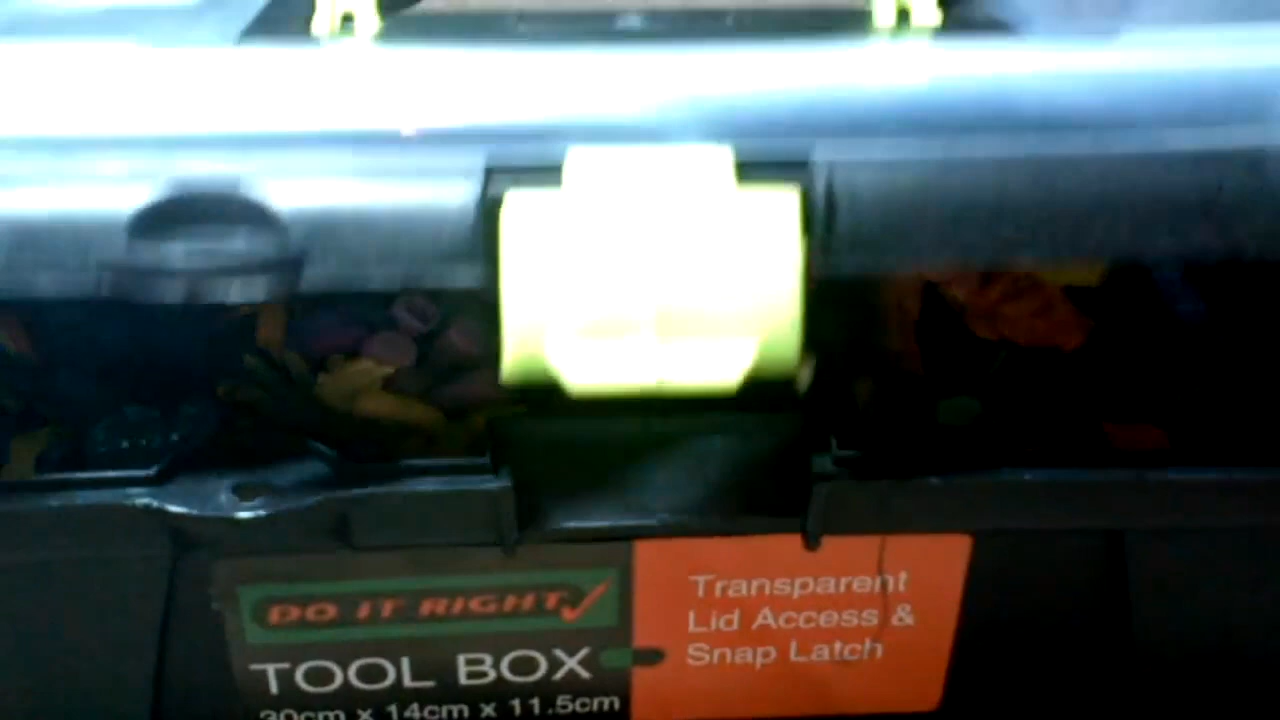 DO IT RIGHT
TOOL BOX
30cm x 14cm x 11.5cm
Transparent
Lid Access &
Snap Latch